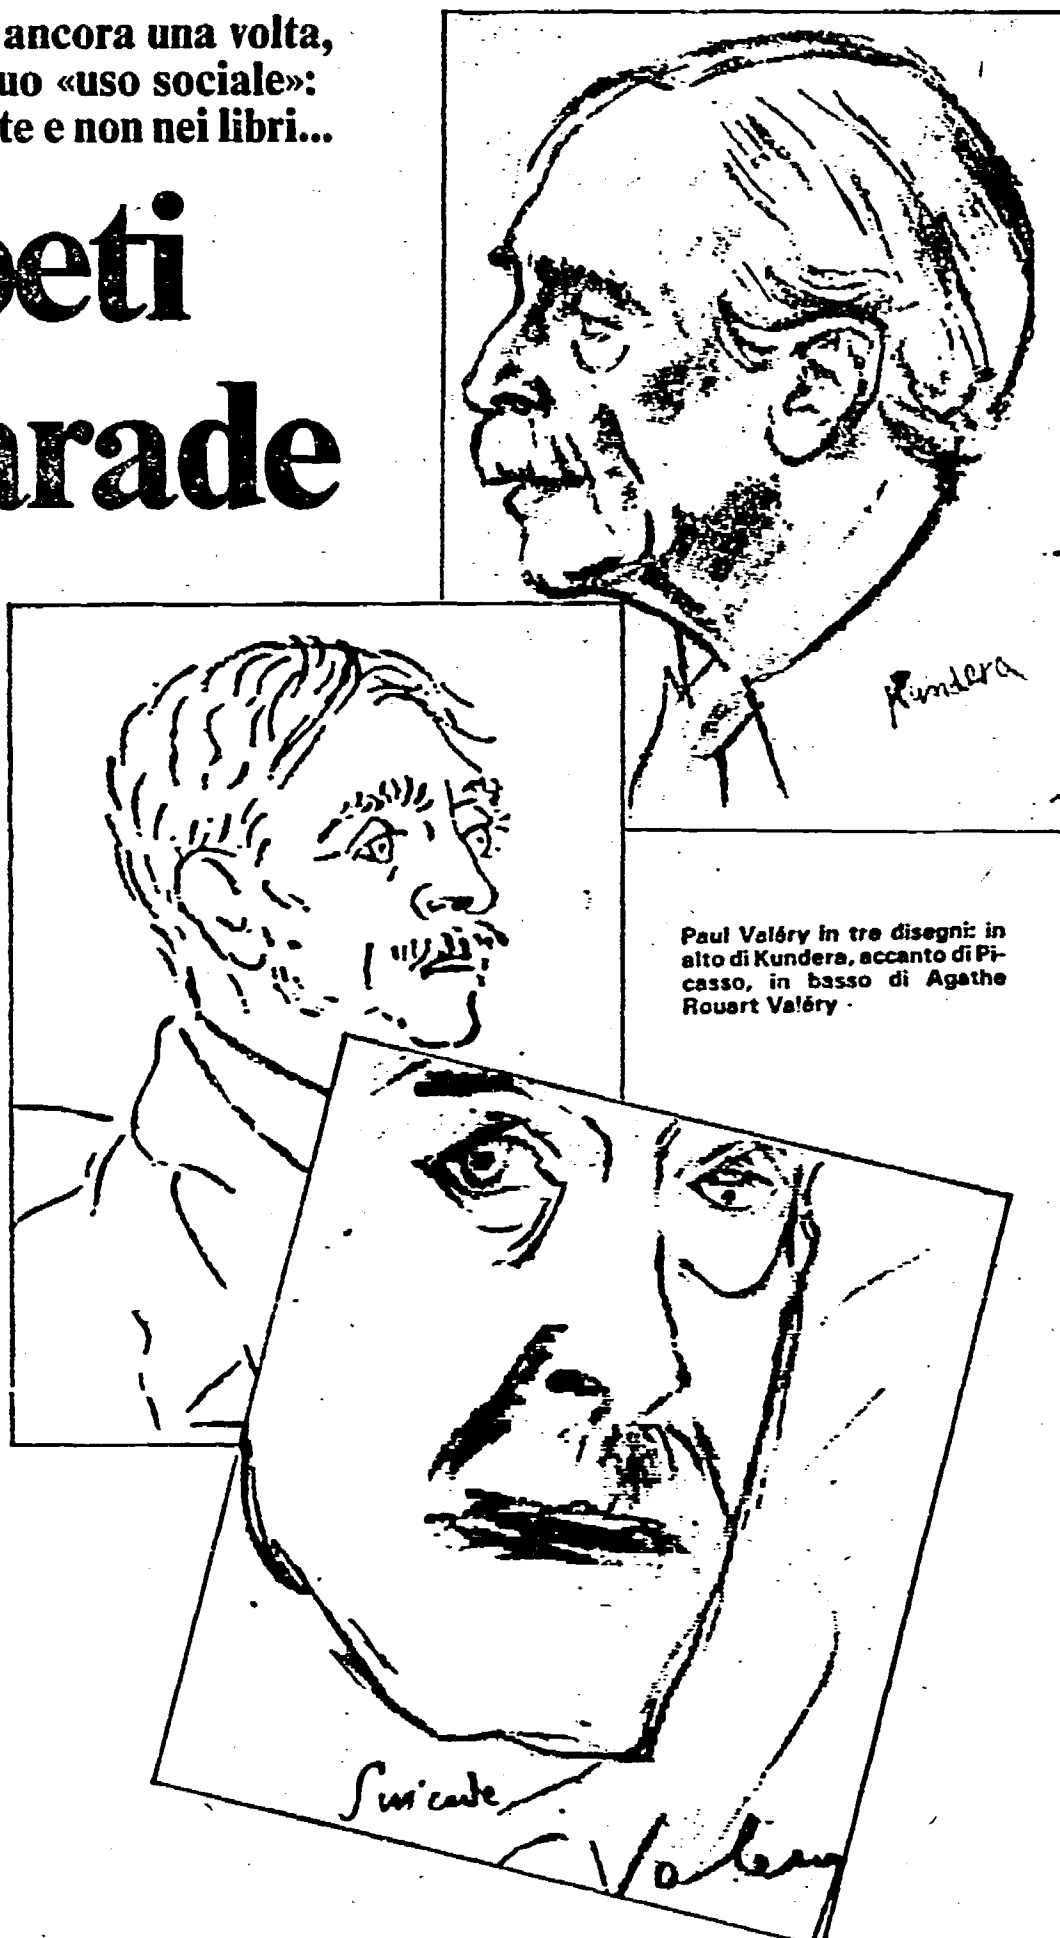 ancora una volta,
uo «uso sociale»:
te e non nei libri...
oeti
arade
Kundera
Paul Valéry in tre disegni: in
alto di Kundera, accanto di Pi-
casso, in basso di Agathe
Rouart Valéry
Valéry